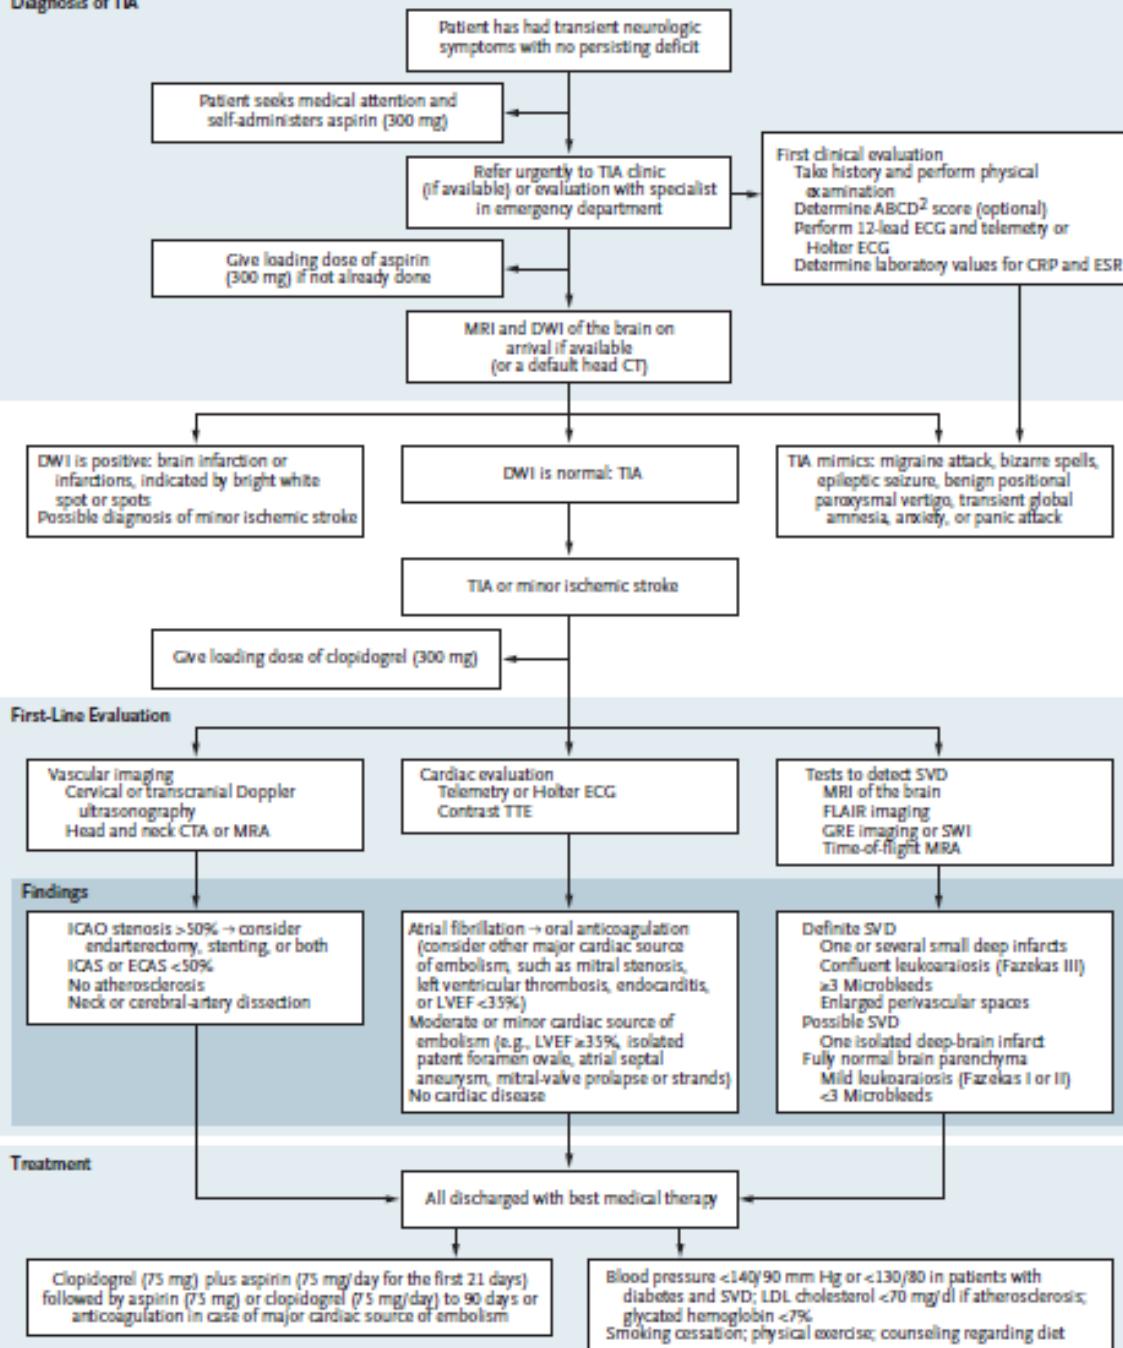 Diagnosis of TIA
Patient has had transient neurologic
symptoms with no persisting deficit
Patient seeks medical attention and
self-administers aspirin (300 mg)
Refer urgently to TIA clinic
(if available) or evaluation with specialist
in emergency department
First clinical evaluation
Take history and perform physical
examination
Determine ABCD² score (optional)
Perform 12-lead ECG and telemetry or
Holter ECG
Determine laboratory values for CRP and ESR
Give loading dose of aspirin
(300 mg) if not already done
MRI and DWI of the brain on
arrival if available
(or a default head CT)
DWI is positive: brain infarction or
infarctions, indicated by bright white
spot or spots
Possible diagnosis of minor ischemic stroke
DWI is normal: TIA
TIA mimics: migraine attack, bizarre spells,
epileptic seizure, benign positional
paroxysmal vertigo, transient global
amnesia, anxiety, or panic attack
TIA or minor ischemic stroke
Give loading dose of clopidogrel (300 mg)
First-Line Evaluation
Vascular imaging
Cervical or transcranial Doppler
ultrasonography
Head and neck CTA or MRA
Cardiac evaluation
Telemetry or Holter ECG
Contrast TTE
Tests to detect SVD
MRI of the brain
FLAIR imaging
GRE imaging or SWI
Time-of-flight MRA
Findings
ICAO stenosis >50% → consider
endarterectomy, stenting, or both
ICAS or ECAS <50%
No atherosclerosis
Neck or cerebral-artery dissection
Atrial fibrillation → oral anticoagulation
(consider other major cardiac source
of embolism, such as mitral stenosis,
left ventricular thrombosis, endocarditis,
or LVEF <35%)
Moderate or minor cardiac source of
embolism (e.g., LVEF ≥35%, isolated
patent foramen ovale, atrial septal
aneurysm, mitral-valve prolapse or strands)
No cardiac disease
Definite SVD
One or several small deep infarcts
Confluent leukoaraiosis (Fazekas III)
≥3 Microbleeds
Enlarged perivascular spaces
Possible SVD
One isolated deep-brain infarct
Fully normal brain parenchyma
Mild leukoaraiosis (Fazekas I or II)
<3 Microbleeds
Treatment
All discharged with best medical therapy
Clopidogrel (75 mg) plus aspirin (75 mg/day for the first 21 days)
followed by aspirin (75 mg) or clopidogrel (75 mg/day) to 90 days or
anticoagulation in case of major cardiac source of embolism
Blood pressure <140/90 mm Hg or <130/80 in patients with
diabetes and SVD; LDL cholesterol <70 mg/dl if atherosclerosis;
glycated hemoglobin <7%
Smoking cessation; physical exercise; counseling regarding diet